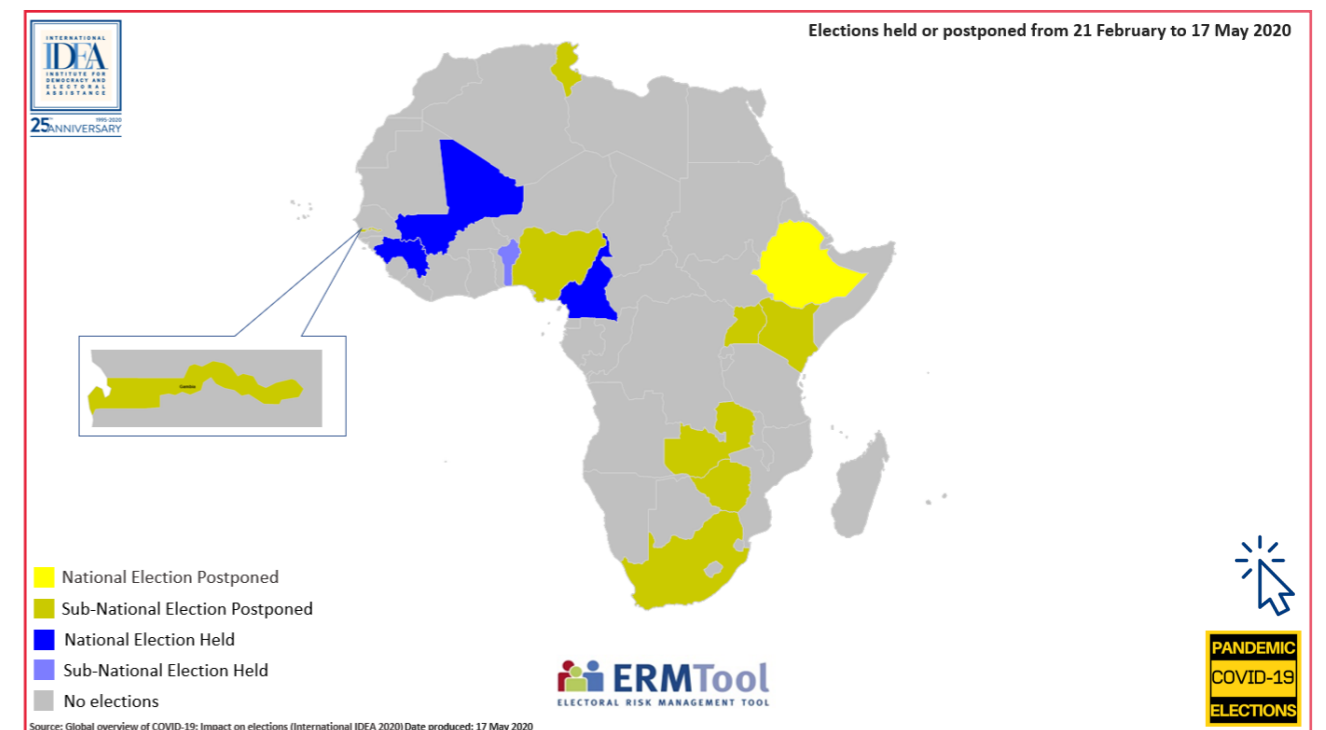 Elections held or postponed from 21 February to 17 May 2020
INTERNATIONAL
IDEA
INSTITUTE FOR
DEMOCRACY AND
ELECTORAL
ASSISTANCE
1995-2020
25 ANNIVERSARY
Gambia
National Election Postponed
Sub-National Election Postponed
National Election Held
Sub-National Election Held
No elections
ERMTool
ELECTORAL RISK MANAGEMENT TOOL
PANDEMIC
COVID-19
ELECTIONS
Source: Global overview of COVID-19: Impact on elections (International IDEA 2020) Date produced: 17 May 2020